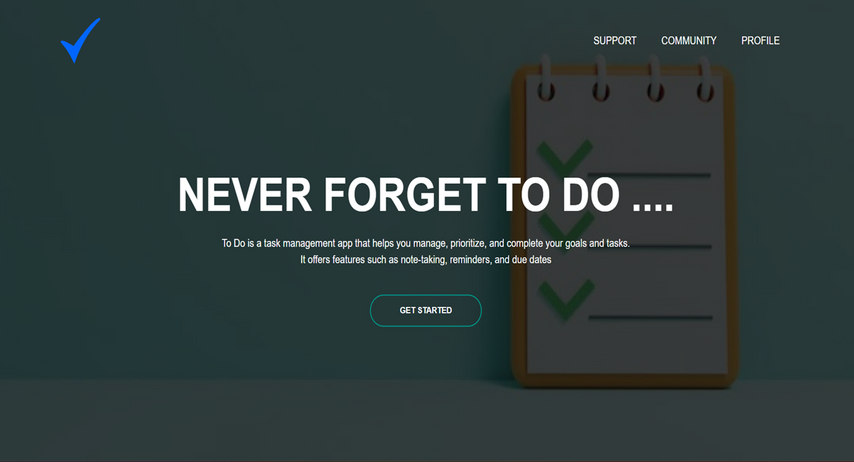 SUPPORT COMMUNITY PROFILE
NEVER FORGET TO DO ....
To Do is a task management app that helps you manage, prioritize, and complete your goals and tasks.
It offers features such as note-taking, reminders, and due dates
GET STARTED